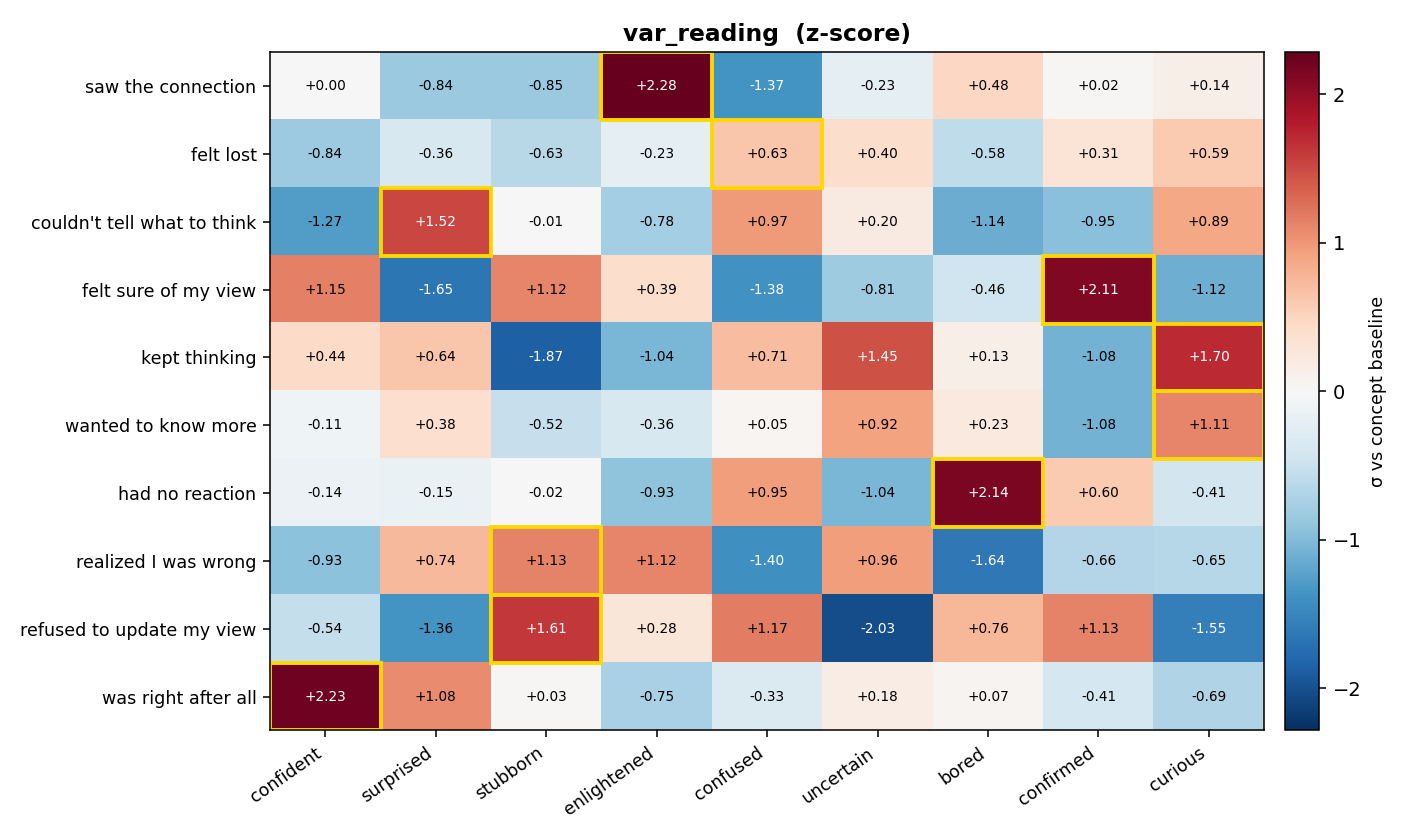 var_reading (z-score)
saw the connection +0.00 -0.84 -0.85 +2.28 -1.37 -0.23 +0.48 +0.02 +0.14
felt lost -0.84 -0.36 -0.63 -0.23 +0.63 +0.40 -0.58 +0.31 +0.59
couldn't tell what to think -1.27 +1.52 -0.01 -0.78 +0.97 +0.20 -1.14 -0.95 +0.89
felt sure of my view +1.15 -1.65 +1.12 +0.39 -1.38 -0.81 -0.46 +2.11 -1.12
kept thinking +0.44 +0.64 -1.87 -1.04 +0.71 +1.45 +0.13 -1.08 +1.70
wanted to know more -0.11 +0.38 -0.52 -0.36 +0.05 +0.92 +0.23 -1.08 +1.11
had no reaction -0.14 -0.15 -0.02 -0.93 +0.95 -1.04 +2.14 +0.60 -0.41
realized I was wrong -0.93 +0.74 +1.13 +1.12 -1.40 +0.96 -1.64 -0.66 -0.65
refused to update my view -0.54 -1.36 +1.61 +0.28 +1.17 -2.03 +0.76 +1.13 -1.55
was right after all +2.23 +1.08 +0.03 -0.75 -0.33 +0.18 +0.07 -0.41 -0.69
confident surprised stubborn enlightened confused uncertain bored confirmed curious
2
1
0
−1
−2
σ vs concept baseline